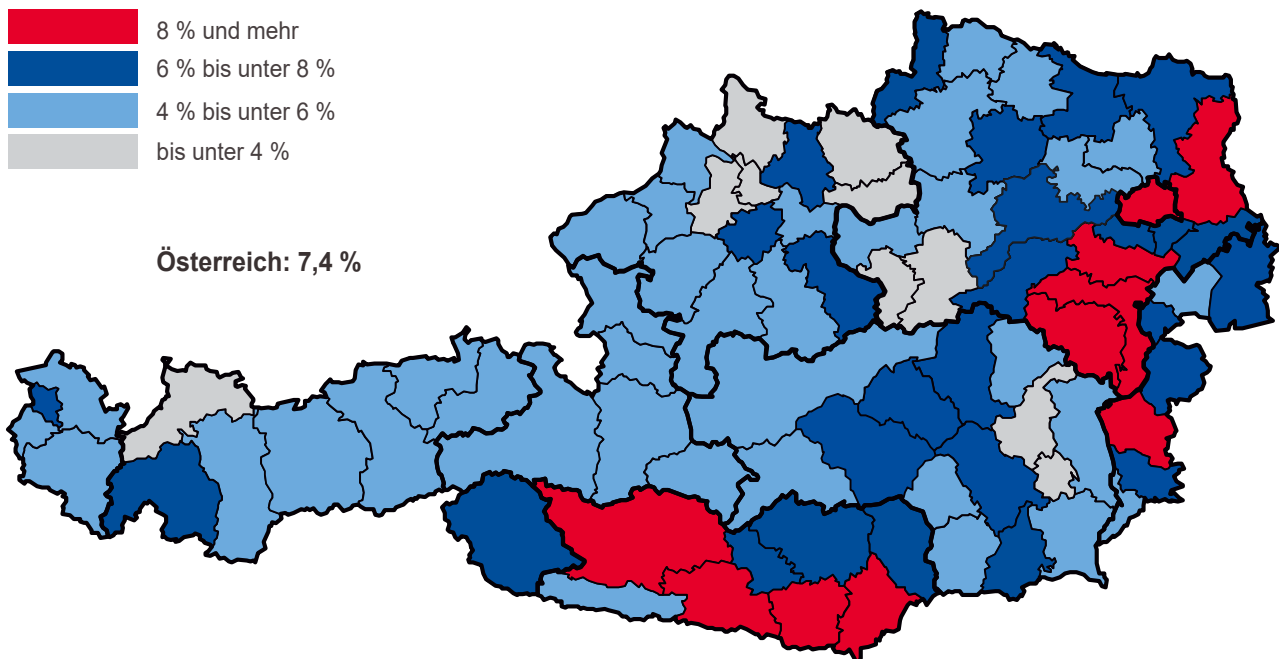 8 % und mehr
6 % bis unter 8 %
4 % bis unter 6 %
bis unter 4 %
Österreich: 7,4 %